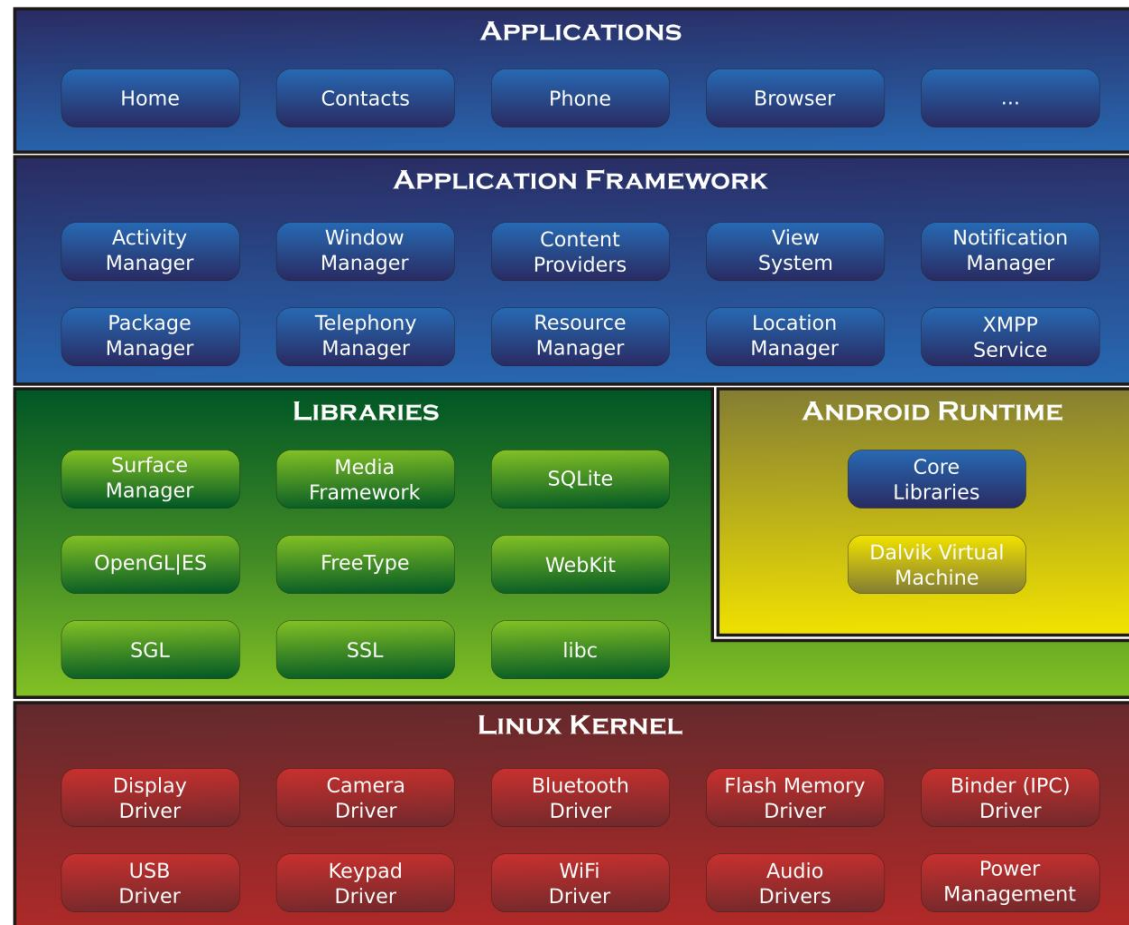 APPLICATIONS
Home
Contacts
Phone
Browser
...
APPLICATION FRAMEWORK
Activity
Manager
Window
Manager
Content
Providers
View
System
Notification
Manager
Package
Manager
Telephony
Manager
Resource
Manager
Location
Manager
XMPP
Service
LIBRARIES
Surface
Manager
Media
Framework
SQLite
OpenGL|ES
FreeType
WebKit
SGL
SSL
libc
ANDROID RUNTIME
Core
Libraries
Dalvik Virtual
Machine
LINUX KERNEL
Display
Driver
Camera
Driver
Bluetooth
Driver
Flash Memory
Driver
Binder (IPC)
Driver
USB
Driver
Keypad
Driver
WiFi
Driver
Audio
Drivers
Power
Management